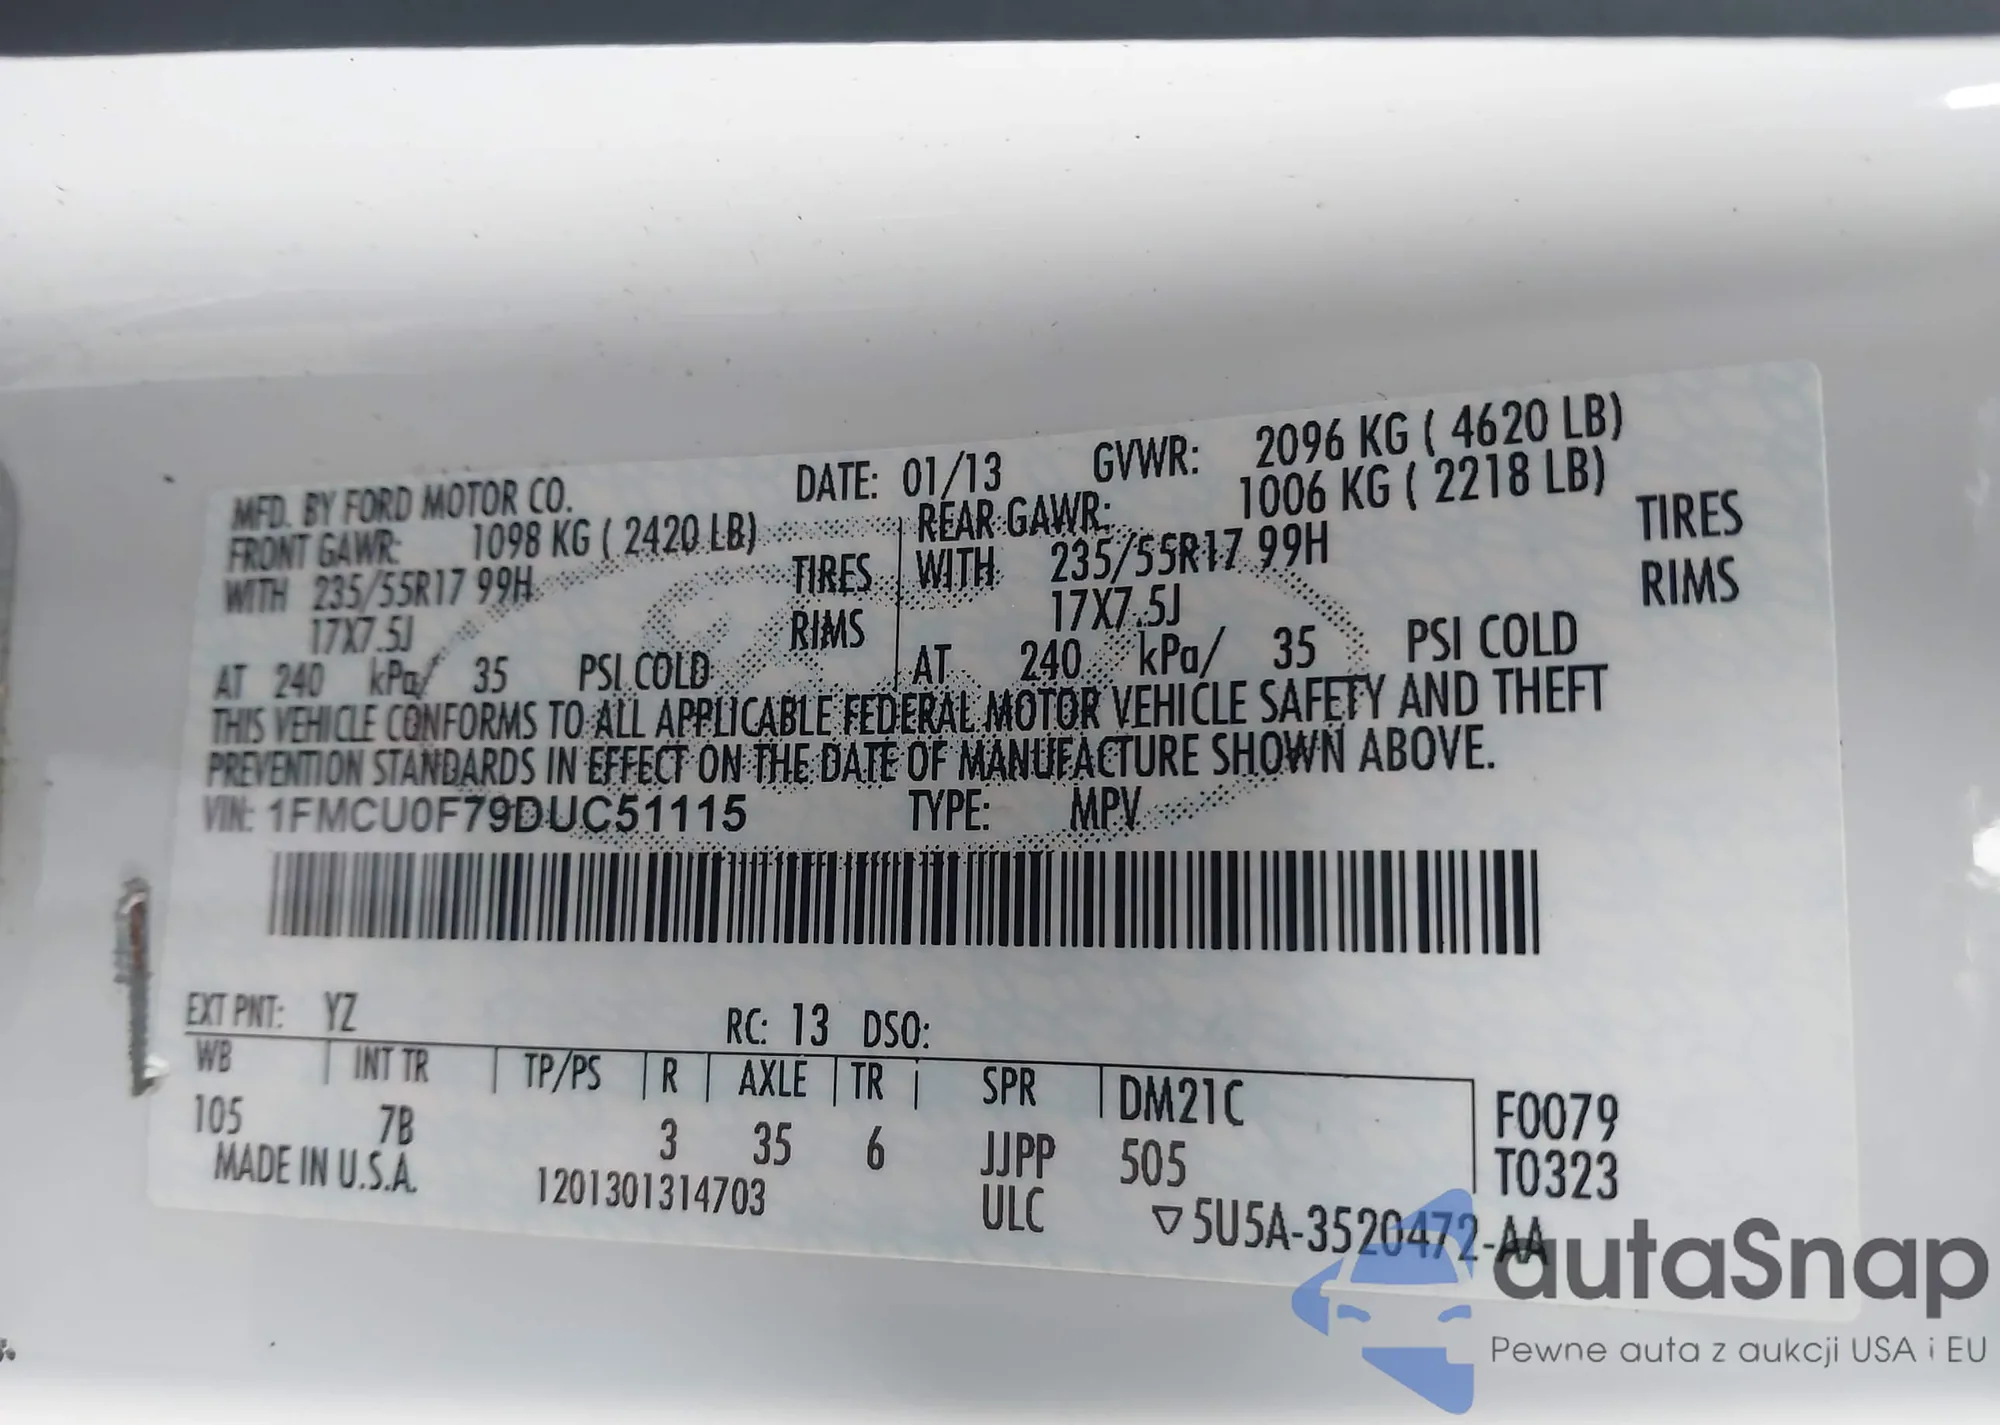 MFD. BY FORD MOTOR CO. DATE: 01/13 GVWR: 2096 KG ( 4620 LB)
FRONT GAWR: 1098 KG ( 2420 LB) REAR GAWR: 1006 KG ( 2218 LB)
WITH 235/55R17 99H TIRES WITH 235/55R17 99H TIRES
17X7.5J RIMS 17X7.5J RIMS
AT 240 kPa/ 35 PSI COLD AT 240 kPa/ 35 PSI COLD
THIS VEHICLE CONFORMS TO ALL APPLICABLE FEDERAL MOTOR VEHICLE SAFETY AND THEFT
PREVENTION STANDARDS IN EFFECT ON THE DATE OF MANUFACTURE SHOWN ABOVE.
VIN: 1FMCU0F79DUC51115 TYPE: MPV
EXT PNT: YZ RC: 13 DSO:
WB INT TR TP/PS R AXLE TR SPR DM21C F0079
105 7B 3 35 6 JJPP 505 T0323
MADE IN U.S.A. 1201301314703 ULC ▽5U5A-3520472-AA
autaSnap
Pewne auta z aukcji USA i EU